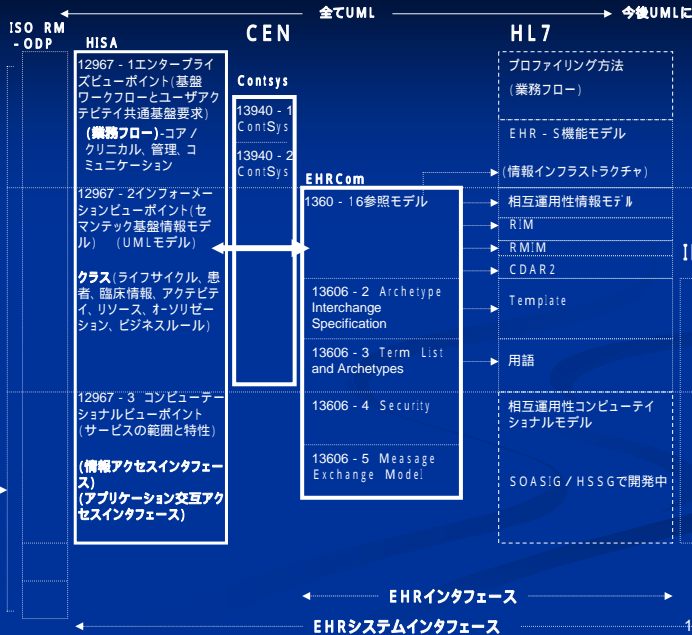 全てUML
今後UMLに
ISO RM
-ODP
HISA
CEN
HL7
12967-1エンタープライ
ズビューポイント(基盤
ワークフローとユーザアク
テビテイ共通基盤要求)
(業務フロー)-コア/
クリニカル、管理、コ
ミュニケーション
12967-2インフォーメー
ションビューポイント(セ
マンテック基盤情報モデ
ル) (UMLモデル)
クラス(ライフサイクル、患
者、臨床情報、アクテビテ
イ、リソース、オーソリゼー
ション、ビジネスルール)
12967-3 コンピューテー
ショナルビューポイント
(サービスの範囲と特性)
(情報アクセスインタフェー
ス)
(アプリケーション交互アク
セスインタフェース)
Contsys
13940-1
ContSys
13940-2
ContSys
EHRCom
1360-16参照モデル
13606-2 Archetype
Interchange
Specification
13606-3 Term List
and Archetypes
13606-4 Security
13606-5 Measage
Exchange Model
プロファイリング方法
(業務フロー)
EHR-S機能モデル
(情報インフラストラクチャ)
相互運用性情報モデル
RIM
RMIM
CDAR2
Template
用語
相互運用性コンピューテイ
ショナルモデル
SOASIG/HSSGで開発中
EHRインタフェース
EHRシステムインタフェース